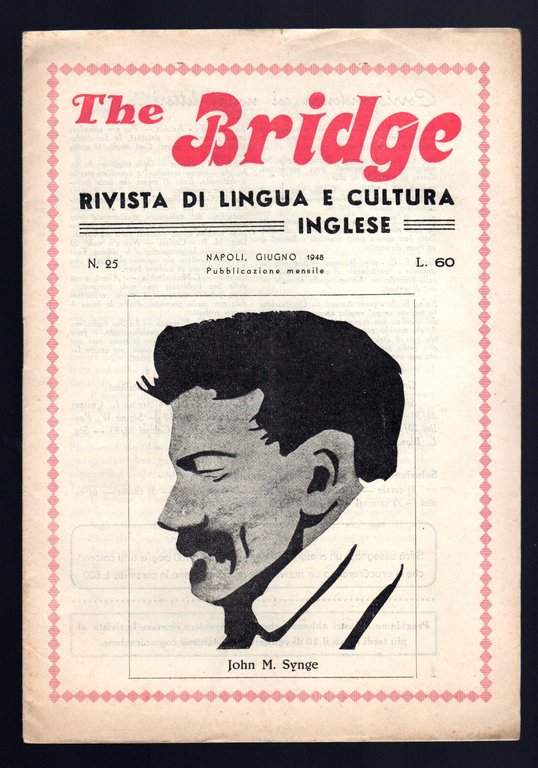 The Bridge
RIVISTA DI LINGUA E CULTURA
INGLESE
N. 25
NAPOLI, GIUGNO 1948
Pubblicazione mensile
L. 60
John M. Synge